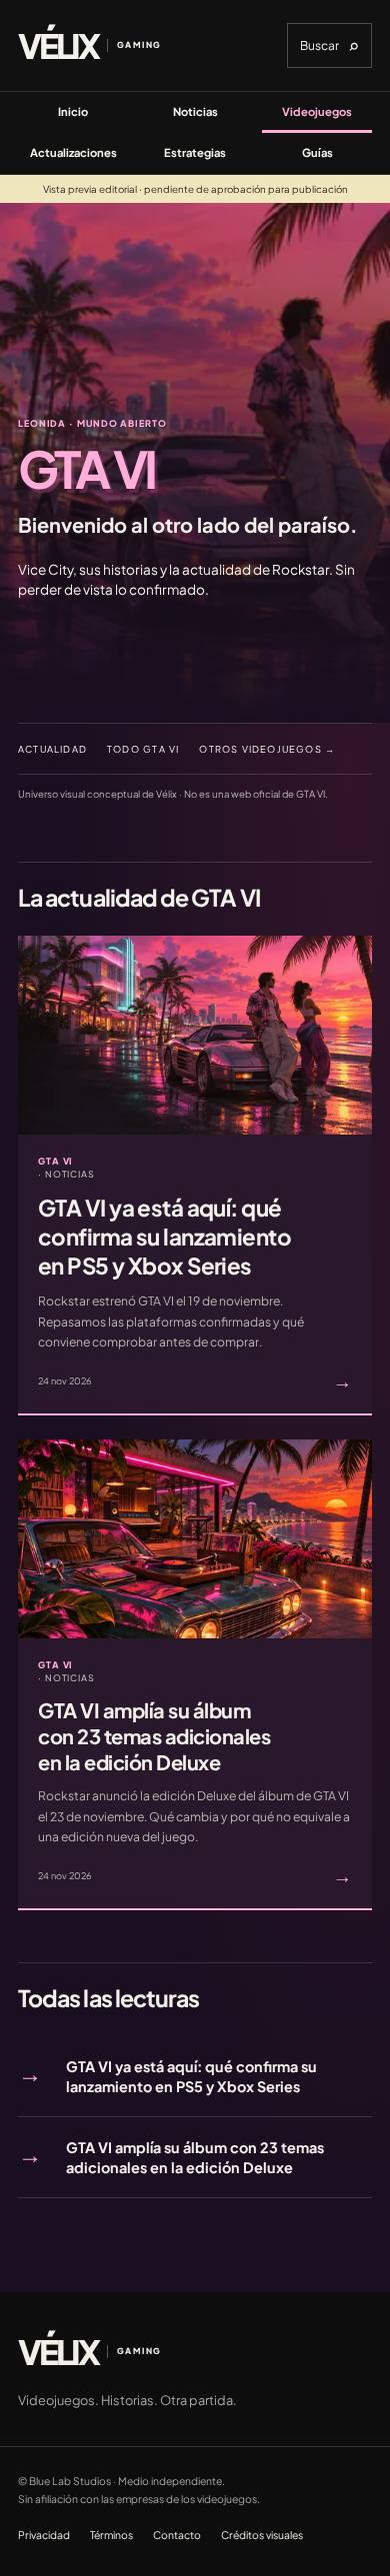 VÉLIX GAMING
Buscar
Inicio Noticias Videojuegos
Actualizaciones Estrategias Guías
Vista previa editorial · pendiente de aprobación para publicación
LEONIDA · MUNDO ABIERTO
GTA VI
Bienvenido al otro lado del paraíso.
Vice City, sus historias y la actualidad de Rockstar. Sin
perder de vista lo confirmado.
ACTUALIDAD TODO GTA VI OTROS VIDEOJUEGOS →
Universo visual conceptual de Vélix · No es una web oficial de GTA VI.
La actualidad de GTA VI
GTA VI
· NOTICIAS
GTA VI ya está aquí: qué
confirma su lanzamiento
en PS5 y Xbox Series
Rockstar estrenó GTA VI el 19 de noviembre.
Repasamos las plataformas confirmadas y qué
conviene comprobar antes de comprar.
24 nov 2026 →
GTA VI
· NOTICIAS
GTA VI amplía su álbum
con 23 temas adicionales
en la edición Deluxe
Rockstar anunció la edición Deluxe del álbum de GTA VI
el 23 de noviembre. Qué cambia y por qué no equivale a
una edición nueva del juego.
24 nov 2026 →
Todas las lecturas
→ GTA VI ya está aquí: qué confirma su
lanzamiento en PS5 y Xbox Series
→ GTA VI amplía su álbum con 23 temas
adicionales en la edición Deluxe
VÉLIX GAMING
Videojuegos. Historias. Otra partida.
© Blue Lab Studios · Medio independiente.
Sin afiliación con las empresas de los videojuegos.
Privacidad Términos Contacto Créditos visuales